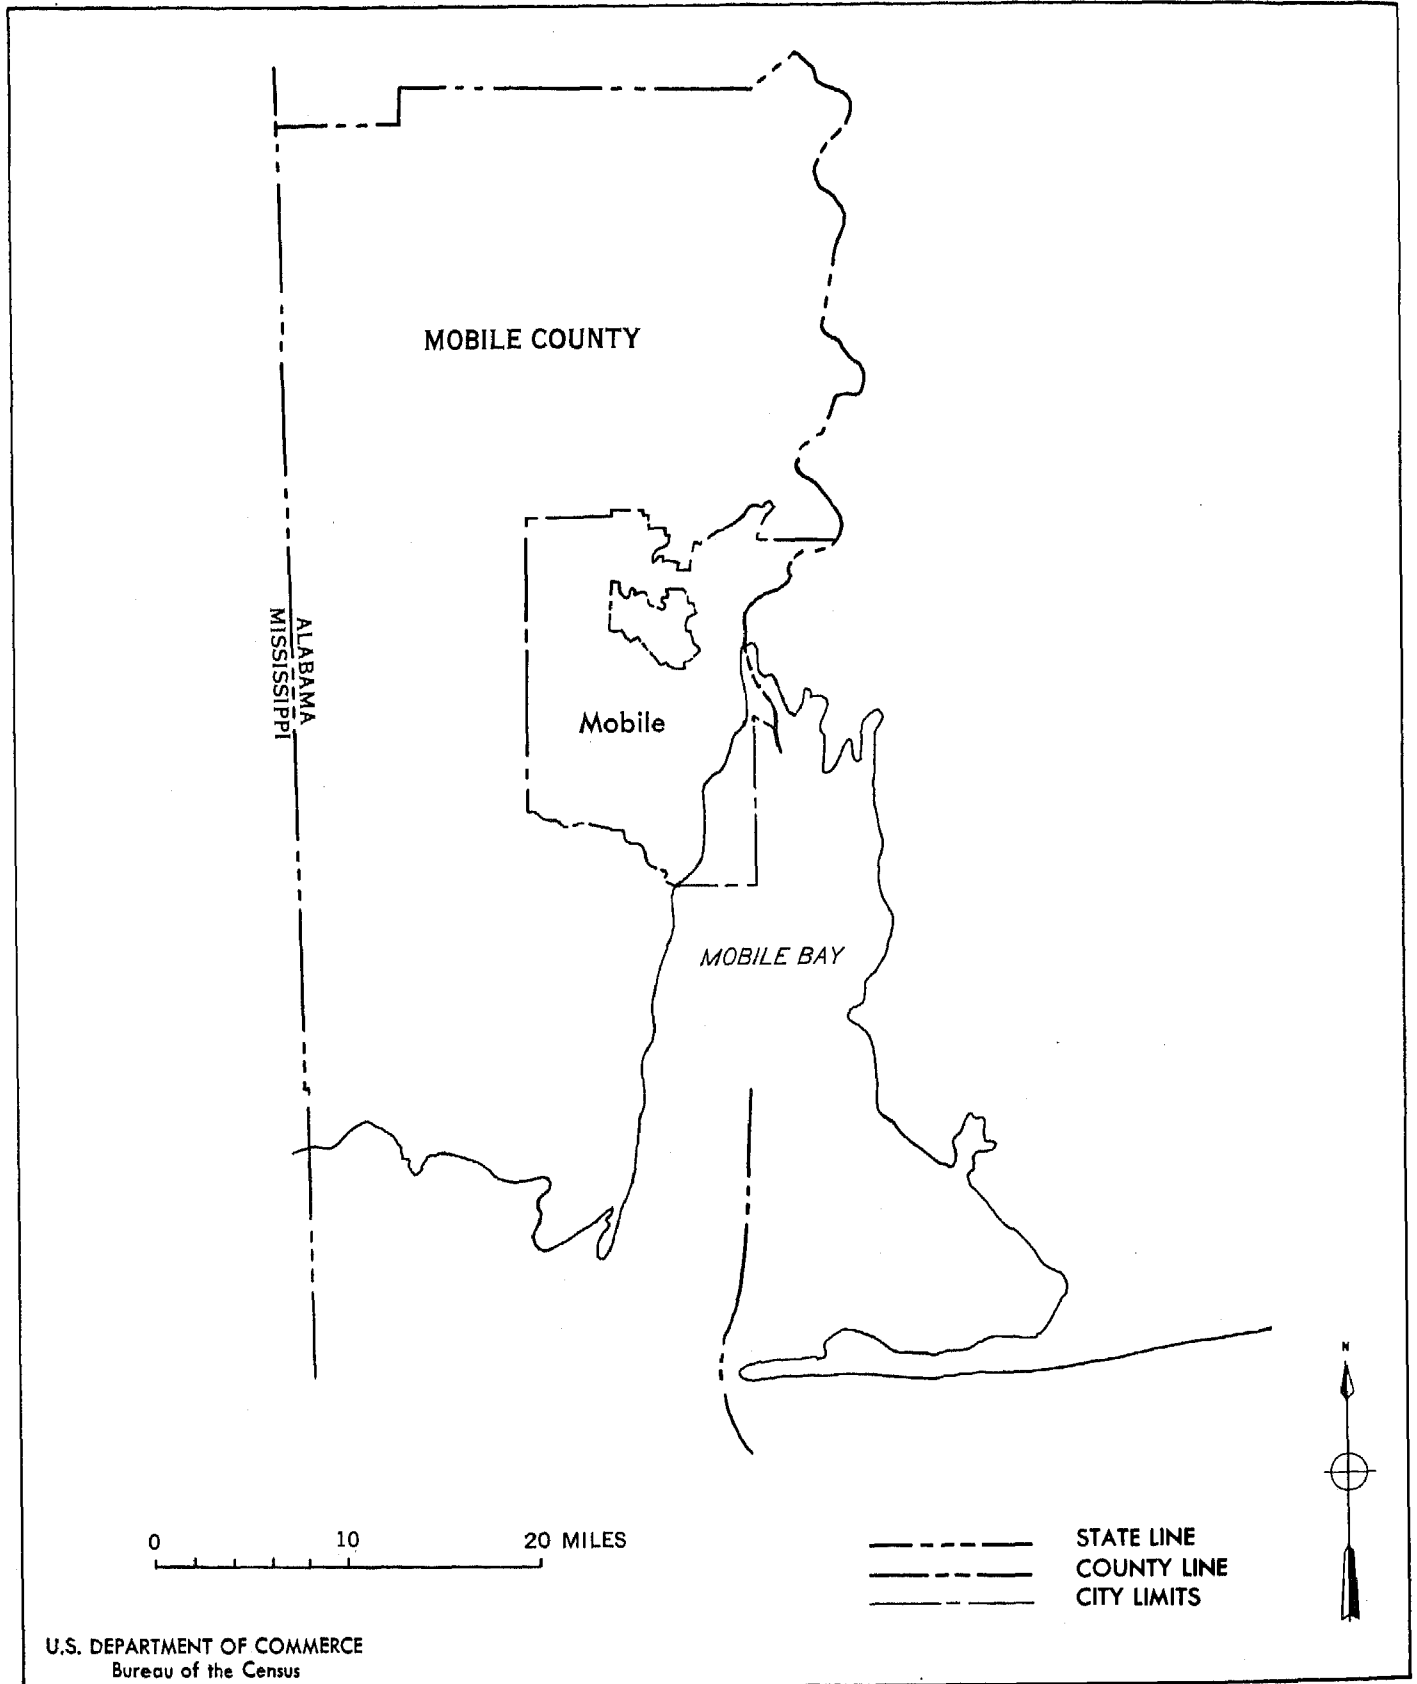 MOBILE COUNTY
ALABAMA
MISSISSIPPI
Mobile
MOBILE BAY
N
0 10 20 MILES
STATE LINE
COUNTY LINE
CITY LIMITS
U.S. DEPARTMENT OF COMMERCE
Bureau of the Census